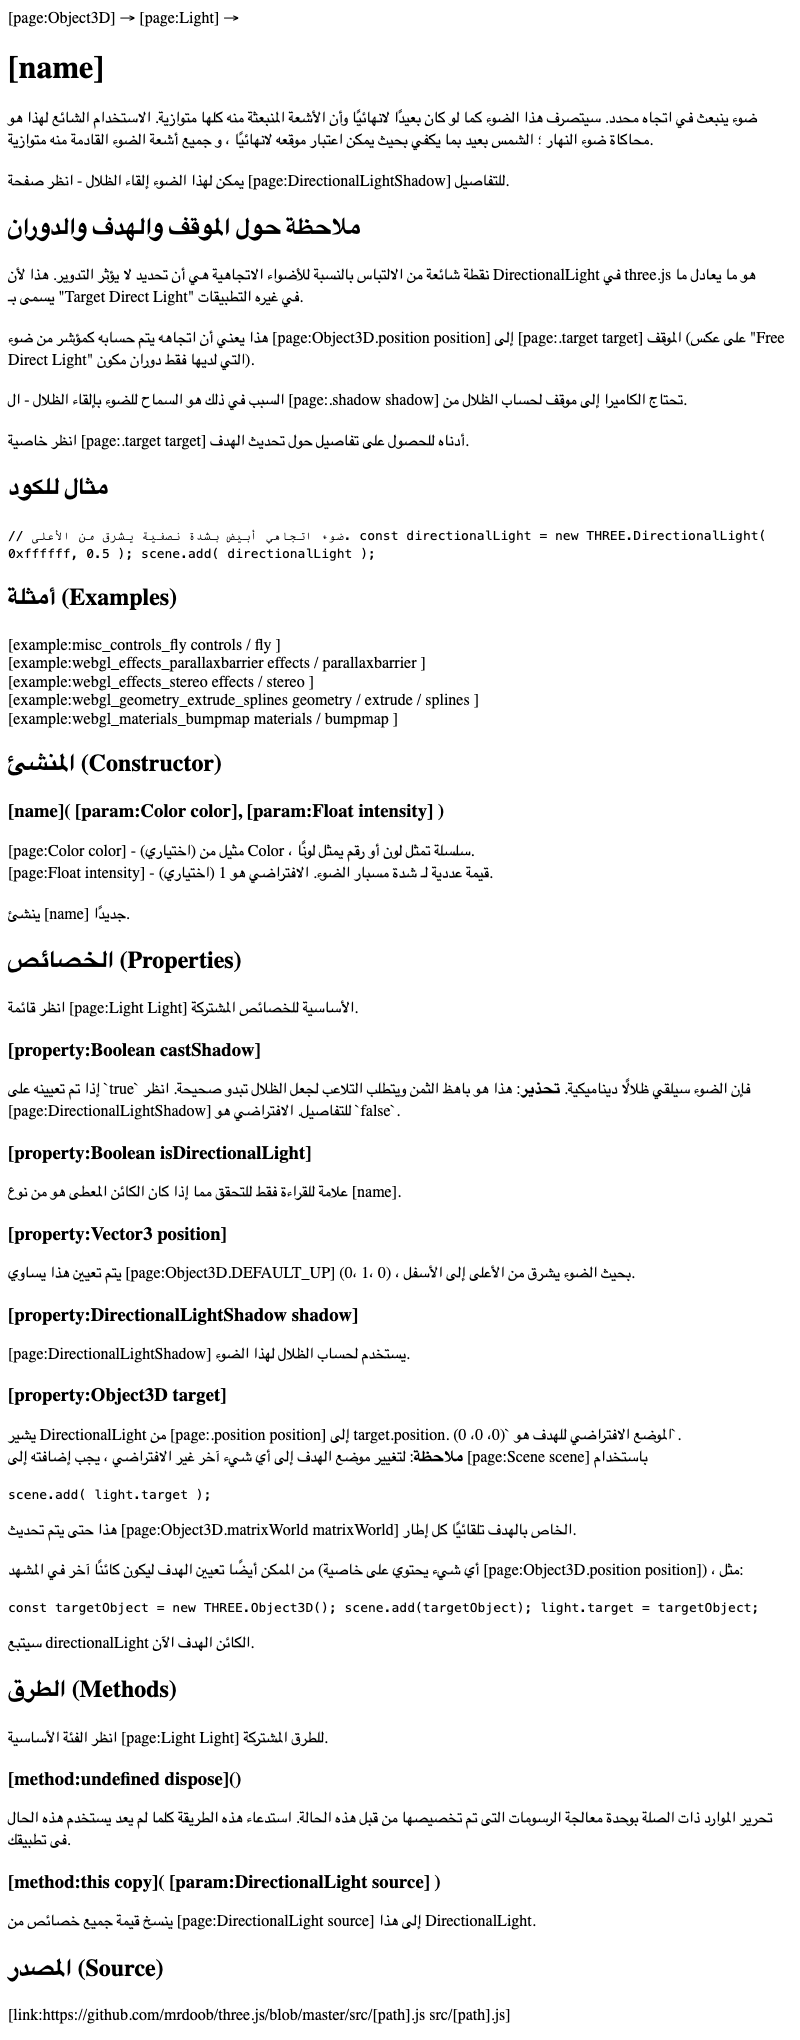 [page:Object3D] → [page:Light] →
[name]
ضوء ينبعث في اتجاه محدد. سيتصرف هذا الضوء كما لو كان بعيدًا لانهائيًا وأن الأشعة المنبعثة منه كلها متوازية. الاستخدام الشائع لهذا هو
محاكاة ضوء النهار ؛ الشمس بعيد بما يكفي بحيث يمكن اعتبار موقعه لانهائيًا ، و جميع أشعة الضوء القادمة منه متوازية.
يمكن لهذا الضوء إلقاء الظلال - انظر صفحة [page:DirectionalLightShadow] للتفاصيل.
ملاحظة حول الموقف والهدف والدوران
نقطة شائعة من الالتباس بالنسبة للأضواء الاتجاهية هي أن تحديد لا يؤثر التدوير. هذا لأن DirectionalLight في three.js هو ما يعادل ما
يسمى بـ "Target Direct Light" في غيره التطبيقات.
هذا يعني أن اتجاهه يتم حسابه كمؤشر من ضوء [page:Object3D.position position] إلى [page:.target target] الموقف (على عكس "Free
Direct Light" التي لديها فقط دوران مكون).
السبب في ذلك هو السماح للضوء بإلقاء الظلال - ال [page:.shadow shadow] تحتاج الكاميرا إلى موقف لحساب الظلال من.
انظر خاصية [page:.target target] أدناه للحصول على تفاصيل حول تحديث الهدف.
مثال للكود
// ضوء اتجاهي أبيض بشدة نصفية يشرق من الأعلى. const directionalLight = new THREE.DirectionalLight(
0xffffff, 0.5 ); scene.add( directionalLight );
أمثلة (Examples)
[example:misc_controls_fly controls / fly ]
[example:webgl_effects_parallaxbarrier effects / parallaxbarrier ]
[example:webgl_effects_stereo effects / stereo ]
[example:webgl_geometry_extrude_splines geometry / extrude / splines ]
[example:webgl_materials_bumpmap materials / bumpmap ]
المنشئ (Constructor)
[name]( [param:Color color], [param:Float intensity] )
[page:Color color] - (اختياري) مثيل من Color ، سلسلة تمثل لون أو رقم يمثل لونًا.
[page:Float intensity] - (اختياري) قيمة عددية لـ شدة مسبار الضوء. الافتراضي هو 1.
ينشئ [name] جديدًا.
الخصائص (Properties)
انظر قائمة [page:Light Light] الأساسية للخصائص المشتركة.
[property:Boolean castShadow]
إذا تم تعيينه على `true` فإن الضوء سيلقي ظلالًا ديناميكية. تحذير: هذا هو باهظ الثمن ويتطلب التلاعب لجعل الظلال تبدو صحيحة. انظر
[page:DirectionalLightShadow] للتفاصيل. الافتراضي هو `false`.
[property:Boolean isDirectionalLight]
علامة للقراءة فقط للتحقق مما إذا كان الكائن المعطى هو من نوع [name].
[property:Vector3 position]
يتم تعيين هذا يساوي [page:Object3D.DEFAULT_UP] (0، 1، 0) ، بحيث الضوء يشرق من الأعلى إلى الأسفل.
[property:DirectionalLightShadow shadow]
[page:DirectionalLightShadow] يستخدم لحساب الظلال لهذا الضوء.
[property:Object3D target]
يشير DirectionalLight من [page:.position position] إلى target.position. الموضع الافتراضي للهدف هو `(0، 0، 0)`.
ملاحظة: لتغيير موضع الهدف إلى أي شيء آخر غير الافتراضي ، يجب إضافته إلى [page:Scene scene] باستخدام
scene.add( light.target );
هذا حتى يتم تحديث [page:Object3D.matrixWorld matrixWorld] الخاص بالهدف تلقائيًا كل إطار.
من الممكن أيضًا تعيين الهدف ليكون كائنًا آخر في المشهد (أي شيء يحتوي على خاصية [page:Object3D.position position]) ، مثل:
const targetObject = new THREE.Object3D(); scene.add(targetObject); light.target = targetObject;
سيتبع directionalLight الكائن الهدف الآن.
الطرق (Methods)
انظر الفئة الأساسية [page:Light Light] للطرق المشتركة.
[method:undefined dispose]()
تحرير الموارد ذات الصلة بوحدة معالجة الرسومات التى تم تخصيصها من قبل هذه الحالة. استدعاء هذه الطريقة كلما لم يعد يستخدم هذه الحال
فى تطبيقك.
[method:this copy]( [param:DirectionalLight source] )
ينسخ قيمة جميع خصائص من [page:DirectionalLight source] إلى هذا DirectionalLight.
المصدر (Source)
[link:https://github.com/mrdoob/three.js/blob/master/src/[path].js src/[path].js]